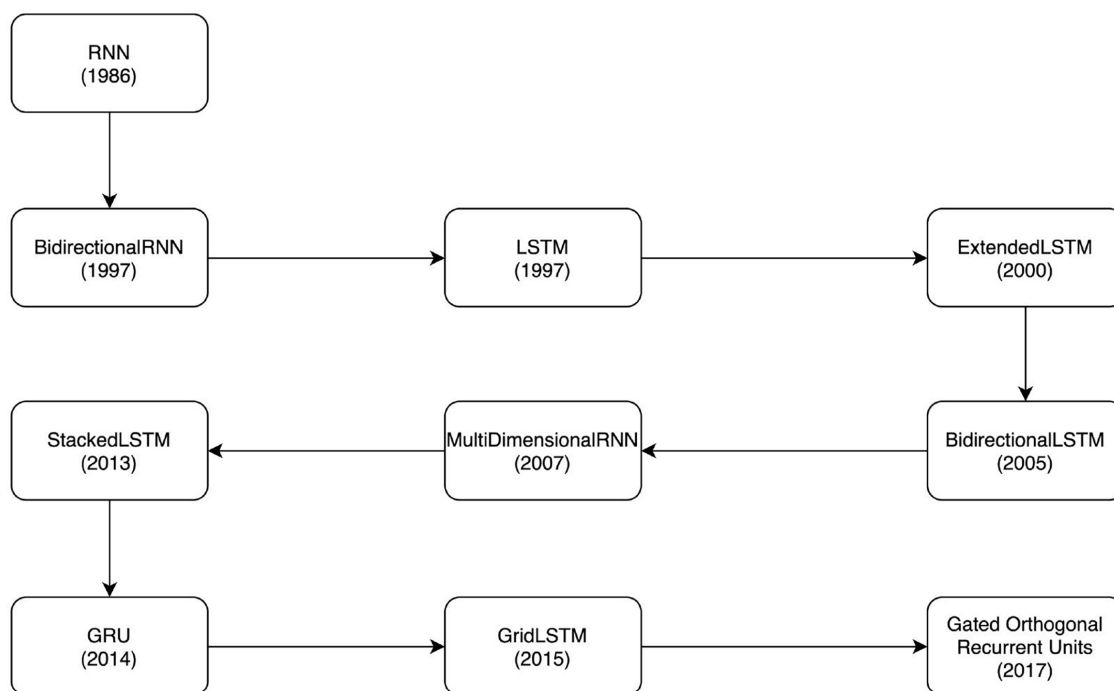 RNN
(1986)
BidirectionalRNN
(1997)
LSTM
(1997)
ExtendedLSTM
(2000)
BidirectionalLSTM
(2005)
MultiDimensionalRNN
(2007)
StackedLSTM
(2013)
GRU
(2014)
GridLSTM
(2015)
Gated Orthogonal
Recurrent Units
(2017)